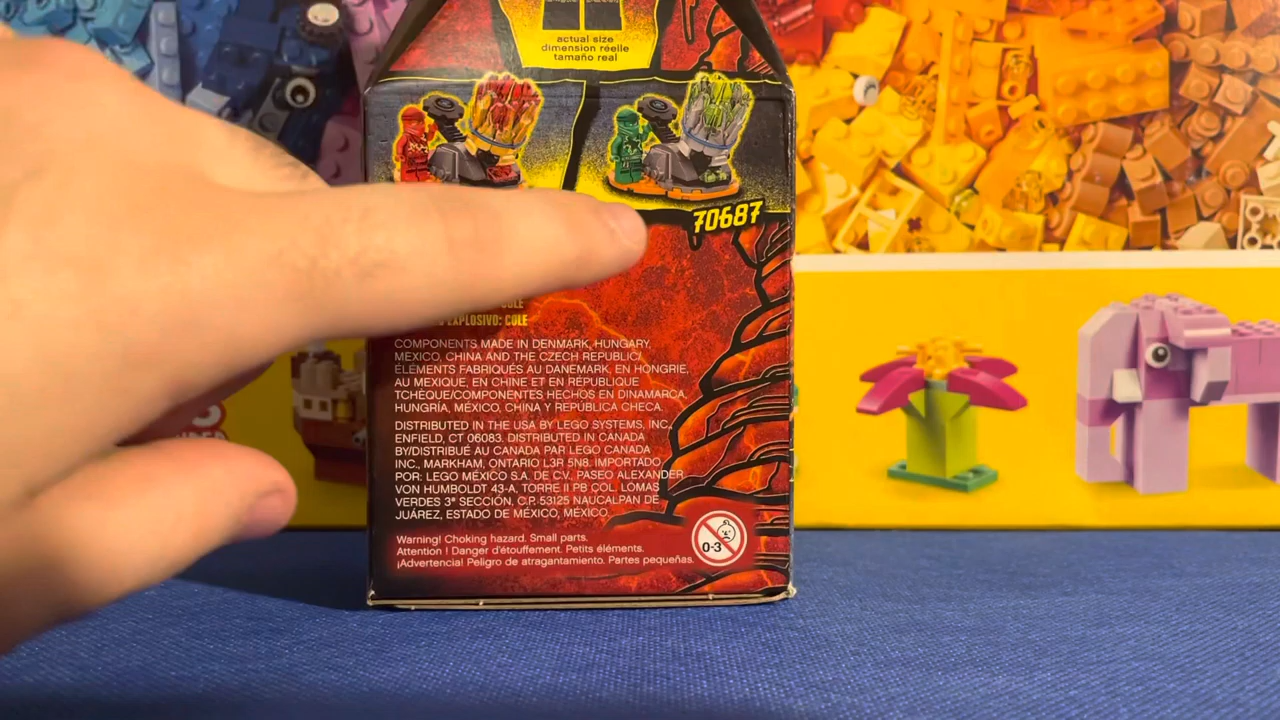 actual size
dimension réelle
tamaño real
70687
EXPLOSIVO: COLE
COMPONENTS MADE IN DENMARK, HUNGARY,
MEXICO, CHINA AND THE CZECH REPUBLIC/
ÉLÉMENTS FABRIQUÉS AU DANEMARK, EN HONGRIE,
AU MEXIQUE, EN CHINE ET EN RÉPUBLIQUE
TCHÈQUE/COMPONENTES HECHOS EN DINAMARCA,
HUNGRÍA, MÉXICO, CHINA Y REPÚBLICA CHECA.
DISTRIBUTED IN THE USA BY LEGO SYSTEMS, INC.,
ENFIELD, CT 06083. DISTRIBUTED IN CANADA
BY/DISTRIBUÉ AU CANADA PAR LEGO CANADA
INC., MARKHAM, ONTARIO L3R 5N8. IMPORTADO
POR: LEGO MÉXICO S.A. DE C.V., PASEO ALEXANDER
VON HUMBOLDT 43-A, TORRE II PB COL. LOMAS
VERDES 3ª SECCIÓN, C.P. 53125 NAUCALPAN DE
JUÁREZ, ESTADO DE MÉXICO, MÉXICO.
Warning! Choking hazard. Small parts.
Attention ! Danger d'étouffement. Petits éléments.
¡Advertencia! Peligro de atragantamiento. Partes pequeñas.
0-3